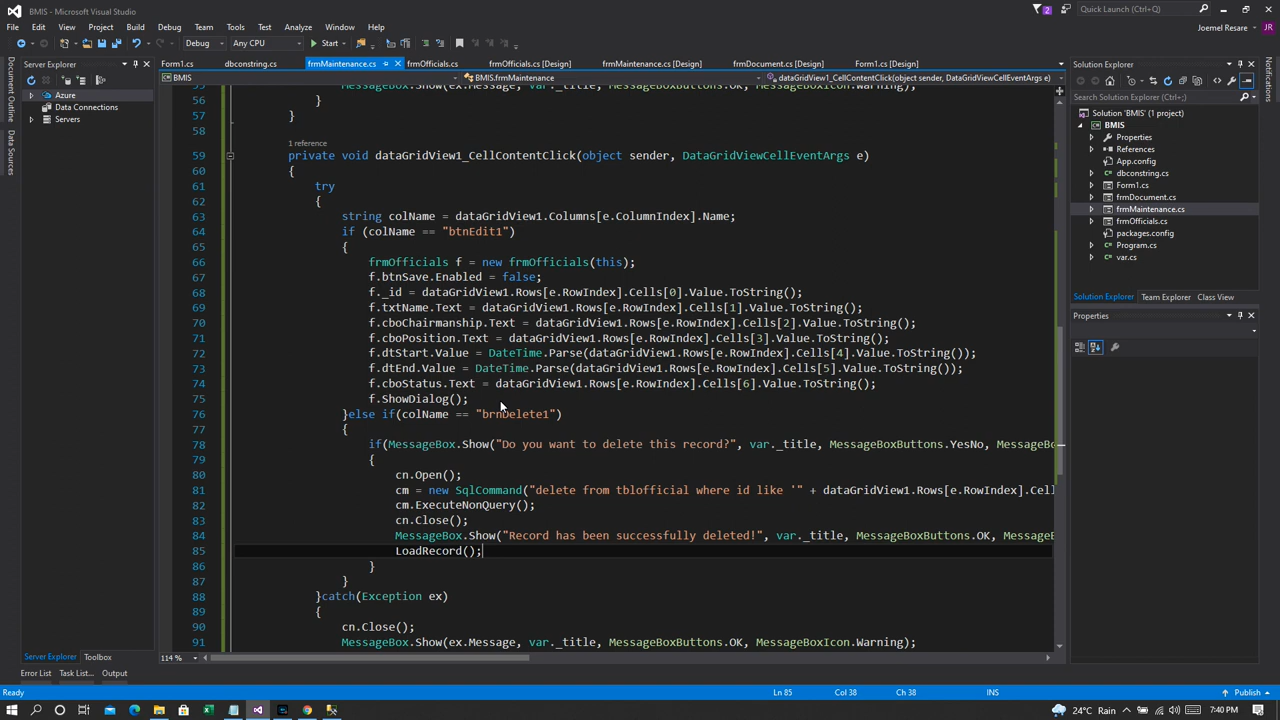 BMIS - Microsoft Visual Studio
2
Quick Launch (Ctrl+Q)
File Edit View Project Build Debug Team Tools Test Analyze Window Help
Joemel Resare JR
Debug Any CPU Start
Server Explorer
Form1.cs dbconstring.cs frmMaintenance.cs frmOfficials.cs frmOfficials.cs [Design] frmMaintenance.cs [Design] frmDocument.cs [Design] Form1.cs [Design]
Solution Explorer
BMIS BMIS.frmMaintenance dataGridView1_CellContentClick(object sender, DataGridViewCellEventArgs e)
Document Outline
Data Sources
Notifications
Azure
Data Connections
Servers
55 MessageBox.Show(ex.Message, var._title, MessageBoxButtons.OK, MessageBoxIcon.Warning);
56 }
57 }
58
1 reference
59 private void dataGridView1_CellContentClick(object sender, DataGridViewCellEventArgs e)
60 {
61 try
62 {
63 string colName = dataGridView1.Columns[e.ColumnIndex].Name;
64 if (colName == "btnEdit1")
65 {
66 frmOfficials f = new frmOfficials(this);
67 f.btnSave.Enabled = false;
68 f._id = dataGridView1.Rows[e.RowIndex].Cells[0].Value.ToString();
69 f.txtName.Text = dataGridView1.Rows[e.RowIndex].Cells[1].Value.ToString();
70 f.cboChairmanship.Text = dataGridView1.Rows[e.RowIndex].Cells[2].Value.ToString();
71 f.cboPosition.Text = dataGridView1.Rows[e.RowIndex].Cells[3].Value.ToString();
72 f.dtStart.Value = DateTime.Parse(dataGridView1.Rows[e.RowIndex].Cells[4].Value.ToString());
73 f.dtEnd.Value = DateTime.Parse(dataGridView1.Rows[e.RowIndex].Cells[5].Value.ToString());
74 f.cboStatus.Text = dataGridView1.Rows[e.RowIndex].Cells[6].Value.ToString();
75 f.ShowDialog();
76 }else if(colName == "brnDelete1")
77 {
78 if(MessageBox.Show("Do you want to delete this record?", var._title, MessageBoxButtons.YesNo, MessageBo
79 {
80 cn.Open();
81 cm = new SqlCommand("delete from tblofficial where id like '" + dataGridView1.Rows[e.RowIndex].Cel
82 cm.ExecuteNonQuery();
83 cn.Close();
84 MessageBox.Show("Record has been successfully deleted!", var._title, MessageBoxButtons.OK, MessageB
85 LoadRecord();
86 }
87 }
88 }catch(Exception ex)
89 {
90 cn.Close();
91 MessageBox.Show(ex.Message, var._title, MessageBoxButtons.OK, MessageBoxIcon.Warning);
Search Solution Explorer (Ctrl+;)
Solution 'BMIS' (1 project)
BMIS
Properties
References
App.config
dbconstring.cs
Form1.cs
frmDocument.cs
frmMaintenance.cs
frmOfficials.cs
packages.config
Program.cs
var.cs
Solution Explorer Team Explorer Class View
Properties
114 %
Server Explorer Toolbox
Error List Task List... Output
Ready Ln 85 Col 38 Ch 38 INS Publish
24°C Rain 7:40 PM